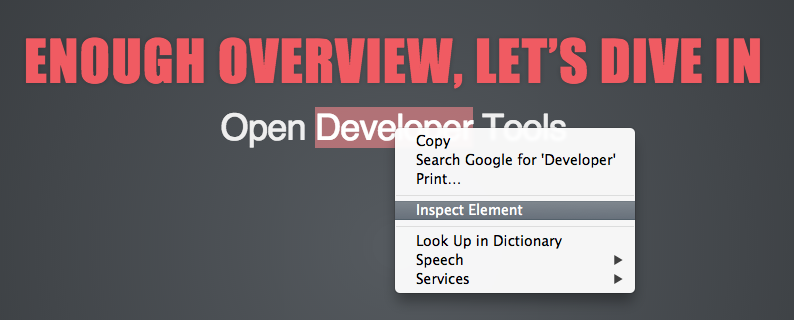 ENOUGH OVERVIEW, LET’S DIVE IN
Open Developer Tools
Copy
Search Google for 'Developer'
Print...
Inspect Element
Look Up in Dictionary
Speech
Services